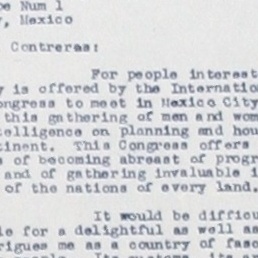 Num 1
, Mexico
Contreras:
For people interest
is offered by the Internatio
ongress to meet in Mexico City
this gathering of men and wom
telligence on planning and hou
tinent. This Congress offers
of becoming abreast of progr
and of gathering invaluable i
of the nations of every land.
It would be difficu
le for a delightful as well as
rigues me as a country of fasc